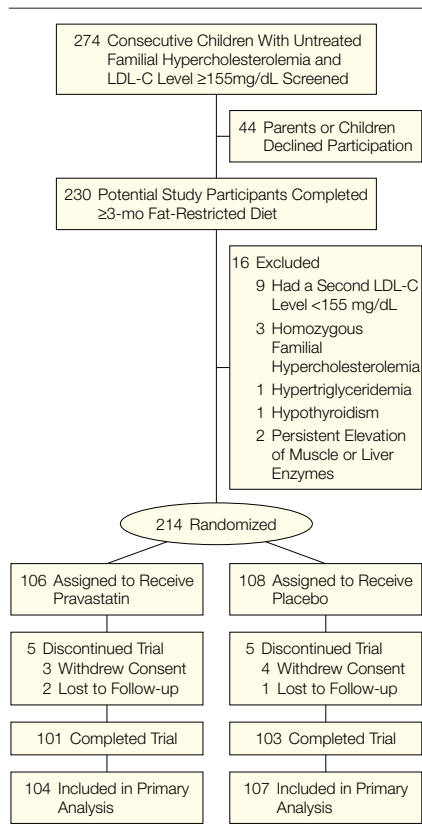 274 Consecutive Children With Untreated
Familial Hypercholesterolemia and
LDL-C Level ≥155mg/dL Screened
44 Parents or Children
Declined Participation
230 Potential Study Participants Completed
≥3-mo Fat-Restricted Diet
16 Excluded
9 Had a Second LDL-C
Level <155 mg/dL
3 Homozygous
Familial
Hypercholesterolemia
1 Hypertriglyceridemia
1 Hypothyroidism
2 Persistent Elevation
of Muscle or Liver
Enzymes
214 Randomized
106 Assigned to Receive
Pravastatin
5 Discontinued Trial
3 Withdrew Consent
2 Lost to Follow-up
101 Completed Trial
104 Included in Primary
Analysis
108 Assigned to Receive
Placebo
5 Discontinued Trial
4 Withdrew Consent
1 Lost to Follow-up
103 Completed Trial
107 Included in Primary
Analysis